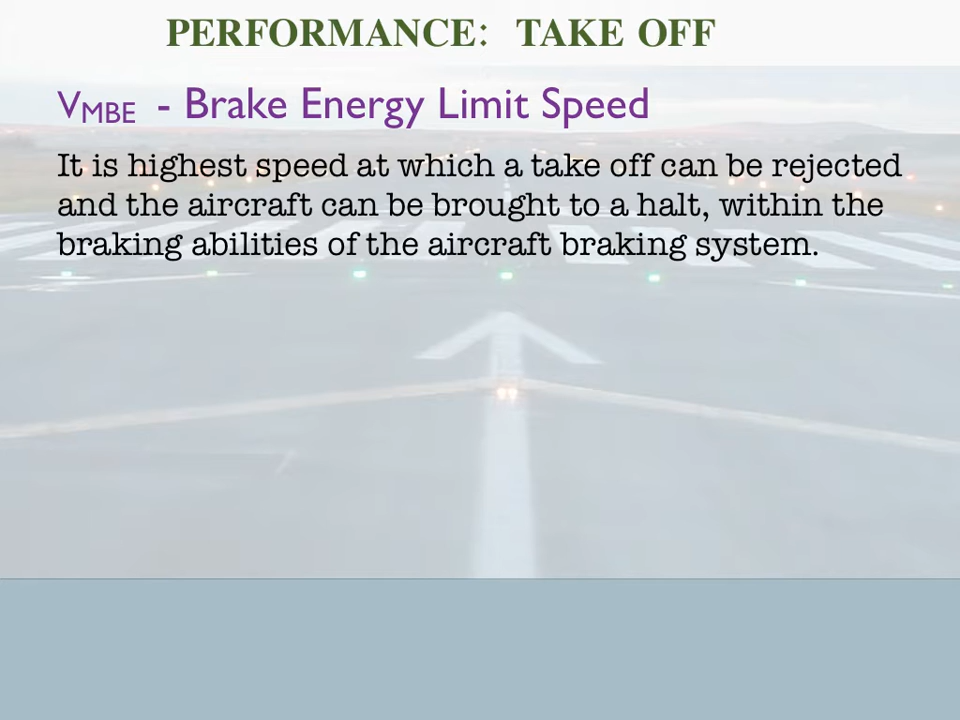 PERFORMANCE: TAKE OFF
VMBE - Brake Energy Limit Speed
It is highest speed at which a take off can be rejected
and the aircraft can be brought to a halt, within the
braking abilities of the aircraft braking system.